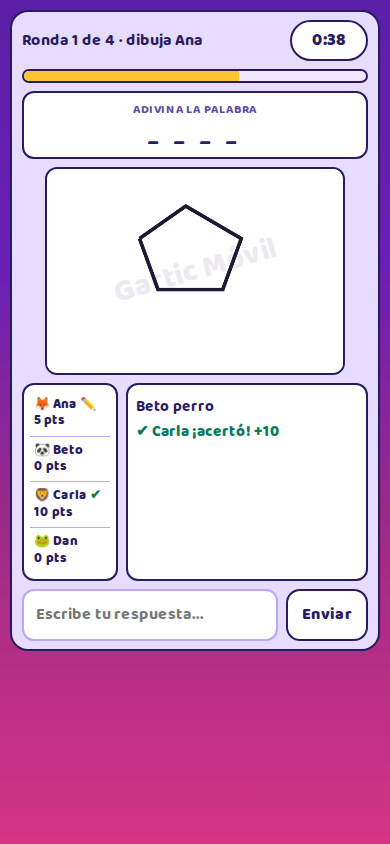 Ronda 1 de 4 · dibuja Ana
0:38
ADIVINA LA PALABRA
_ _ _ _
Gartic Móvil
🦊 Ana ✏️
5 pts
🐼 Beto
0 pts
🦁 Carla ✔
10 pts
🐸 Dan
0 pts
Beto perro
✔ Carla ¡acertó! +10
Escribe tu respuesta...
Enviar